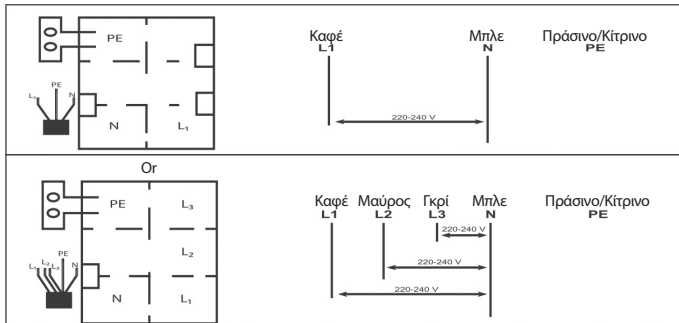 PE
L₁ PE N
N L₁
Καφέ Μπλε Πράσινο/Κίτρινο
L1 N PE
220-240 V
Or
PE L₃
L₂
L₁ L₂ L₃ PE N
N L₁
Καφέ Μαύρος Γκρί Μπλε Πράσινο/Κίτρινο
L1 L2 L3 N PE
220-240 V
220-240 V
220-240 V